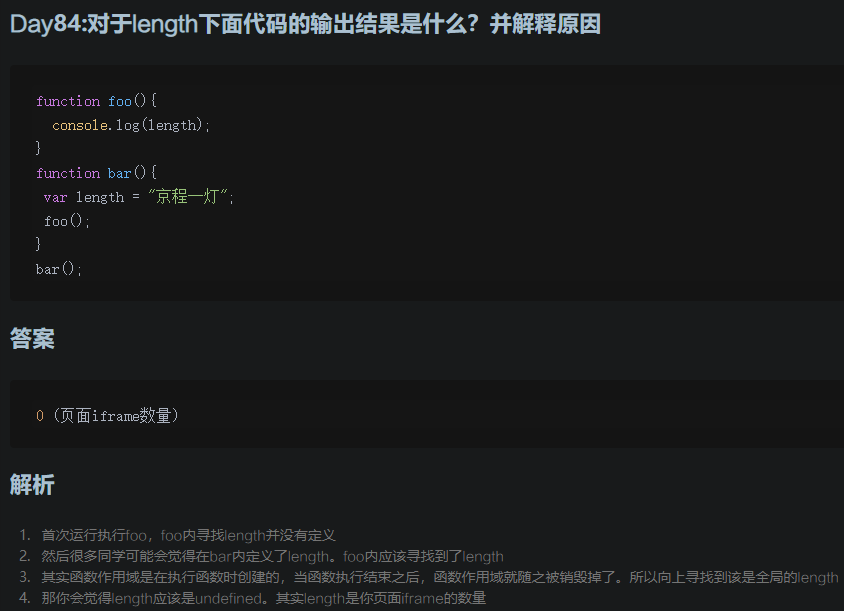 Day84:对于length下面代码的输出结果是什么？并解释原因
function foo(){
console.log(length);
}
function bar(){
var length = "京程一灯";
foo();
}
bar();
答案
0 (页面iframe数量)
解析
1. 首次运行执行foo，foo内寻找length并没有定义
2. 然后很多同学可能会觉得在bar内定义了length。foo内应该寻找到了length
3. 其实函数作用域是在执行函数时创建的，当函数执行结束之后，函数作用域就随之被销毁掉了。所以向上寻找到该是全局的length
4. 那你会觉得length应该是undefined。其实length是你页面iframe的数量